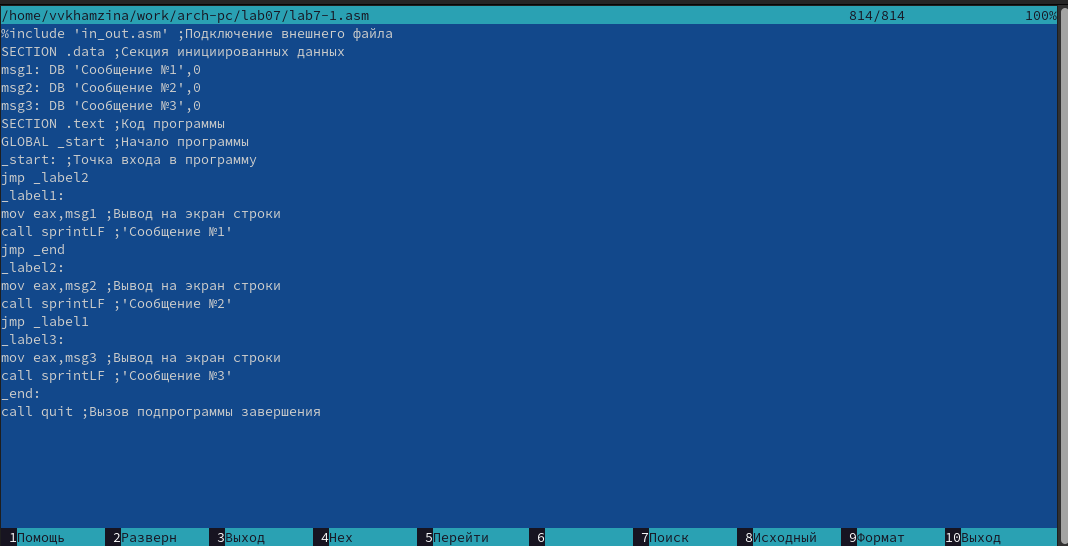 /home/vvkhamzina/work/arch-pc/lab07/lab7-1.asm 814/814 100%
%include 'in_out.asm' ;Подключение внешнего файла
SECTION .data ;Секция инициированных данных
msg1: DB 'Сообщение №1',0
msg2: DB 'Сообщение №2',0
msg3: DB 'Сообщение №3',0
SECTION .text ;Код программы
GLOBAL _start ;Начало программы
_start: ;Точка входа в программу
jmp _label2
_label1:
mov eax,msg1 ;Вывод на экран строки
call sprintLF ;'Сообщение №1'
jmp _end
_label2:
mov eax,msg2 ;Вывод на экран строки
call sprintLF ;'Сообщение №2'
jmp _label1
_label3:
mov eax,msg3 ;Вывод на экран строки
call sprintLF ;'Сообщение №3'
_end:
call quit ;Вызов подпрограммы завершения
1Помощь 2Разверн 3Выход 4Hex 5Перейти 6 7Поиск 8Исходный 9Формат 10Выход